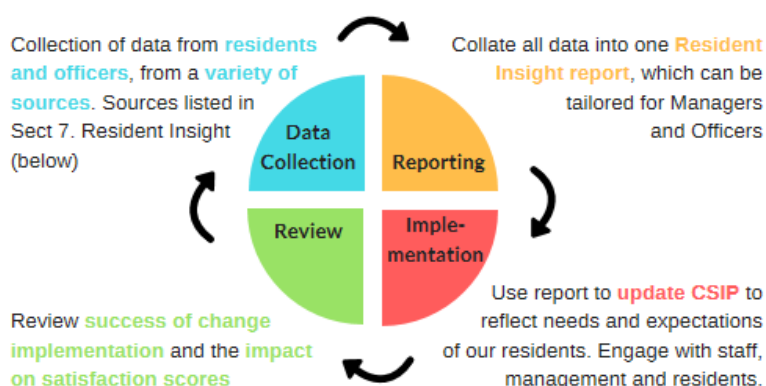 Collection of data from residents
and officers, from a variety of
sources. Sources listed in
Sect 7. Resident Insight
(below)
Collate all data into one Resident
Insight report, which can be
tailored for Managers
and Officers
Data
Collection
Reporting
Review
Imple-
mentation
Use report to update CSIP to
reflect needs and expectations
of our residents. Engage with staff,
management and residents.
Review success of change
implementation and the impact
on satisfaction scores